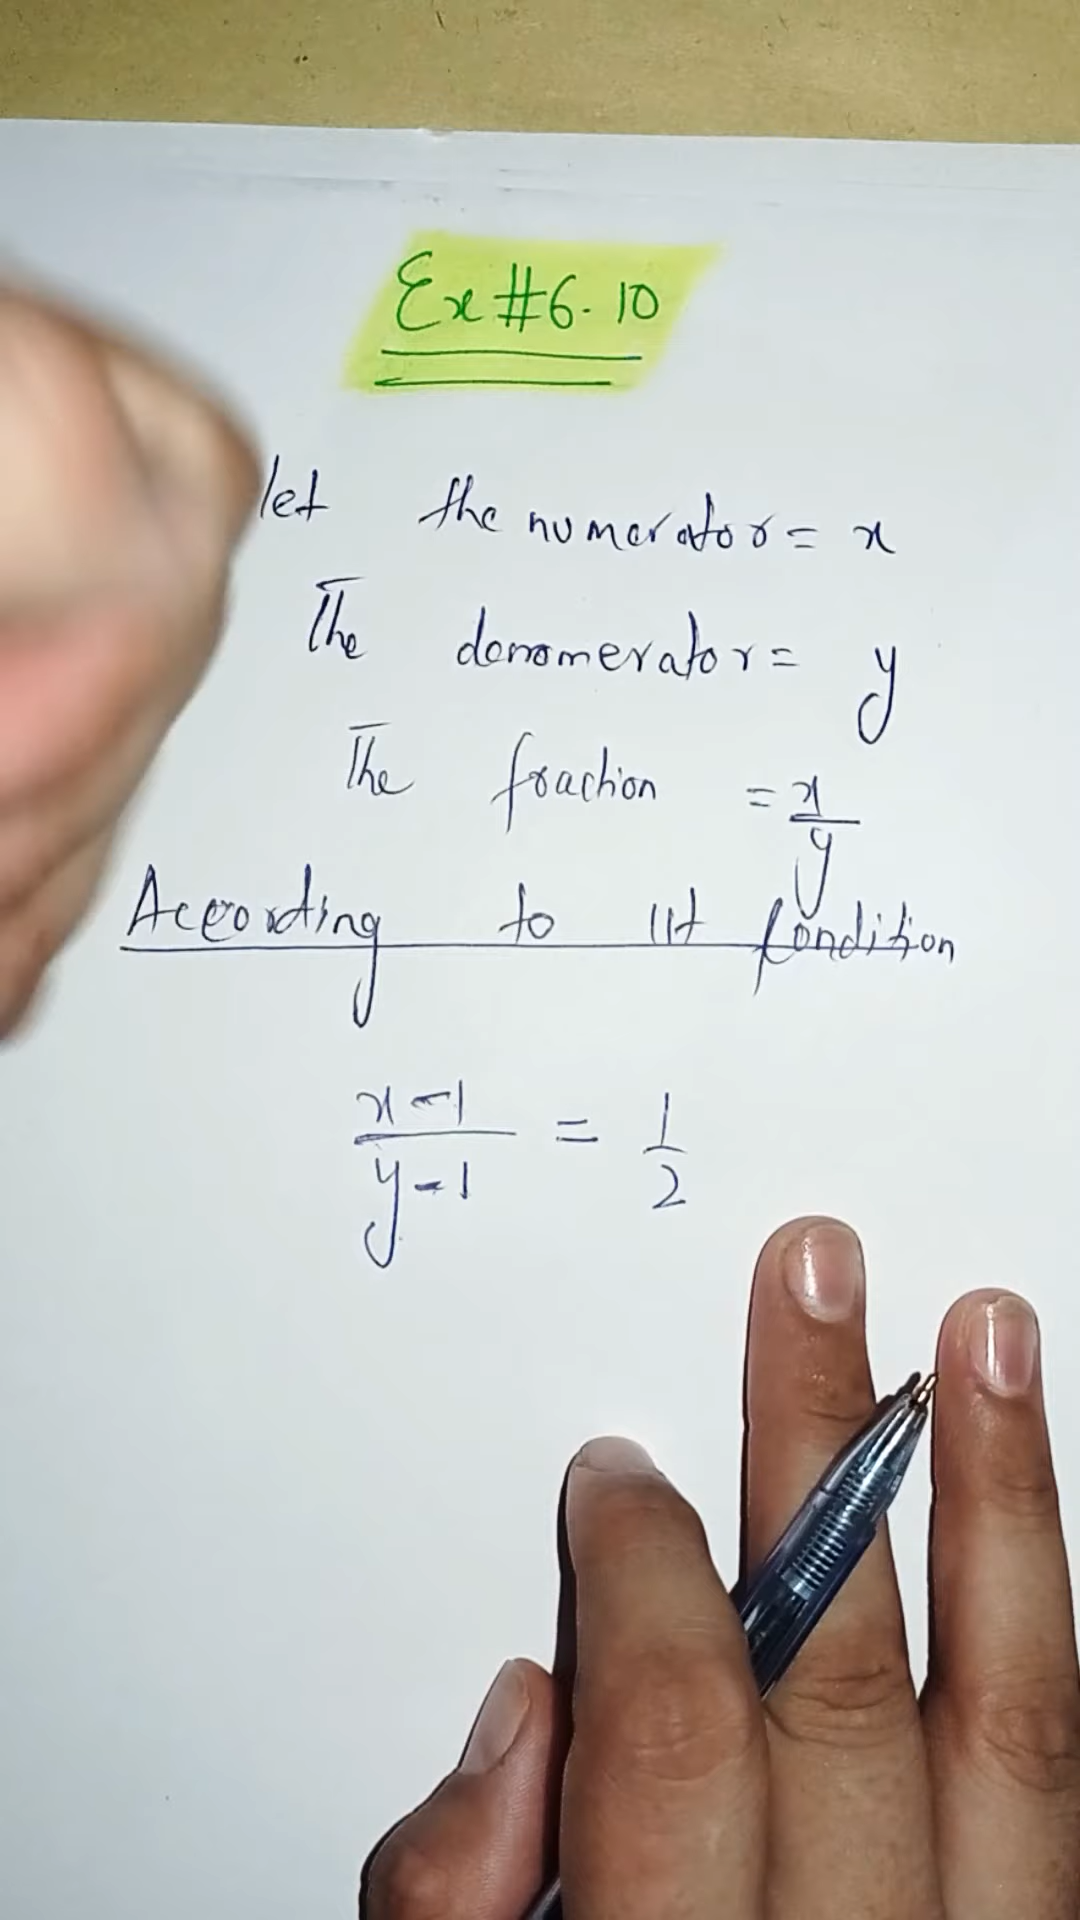 Ex #6.10
let the numerator = x
The denomerator = y
The fraction = x/y
According to 1st Condition
x-1/y-1 = 1/2